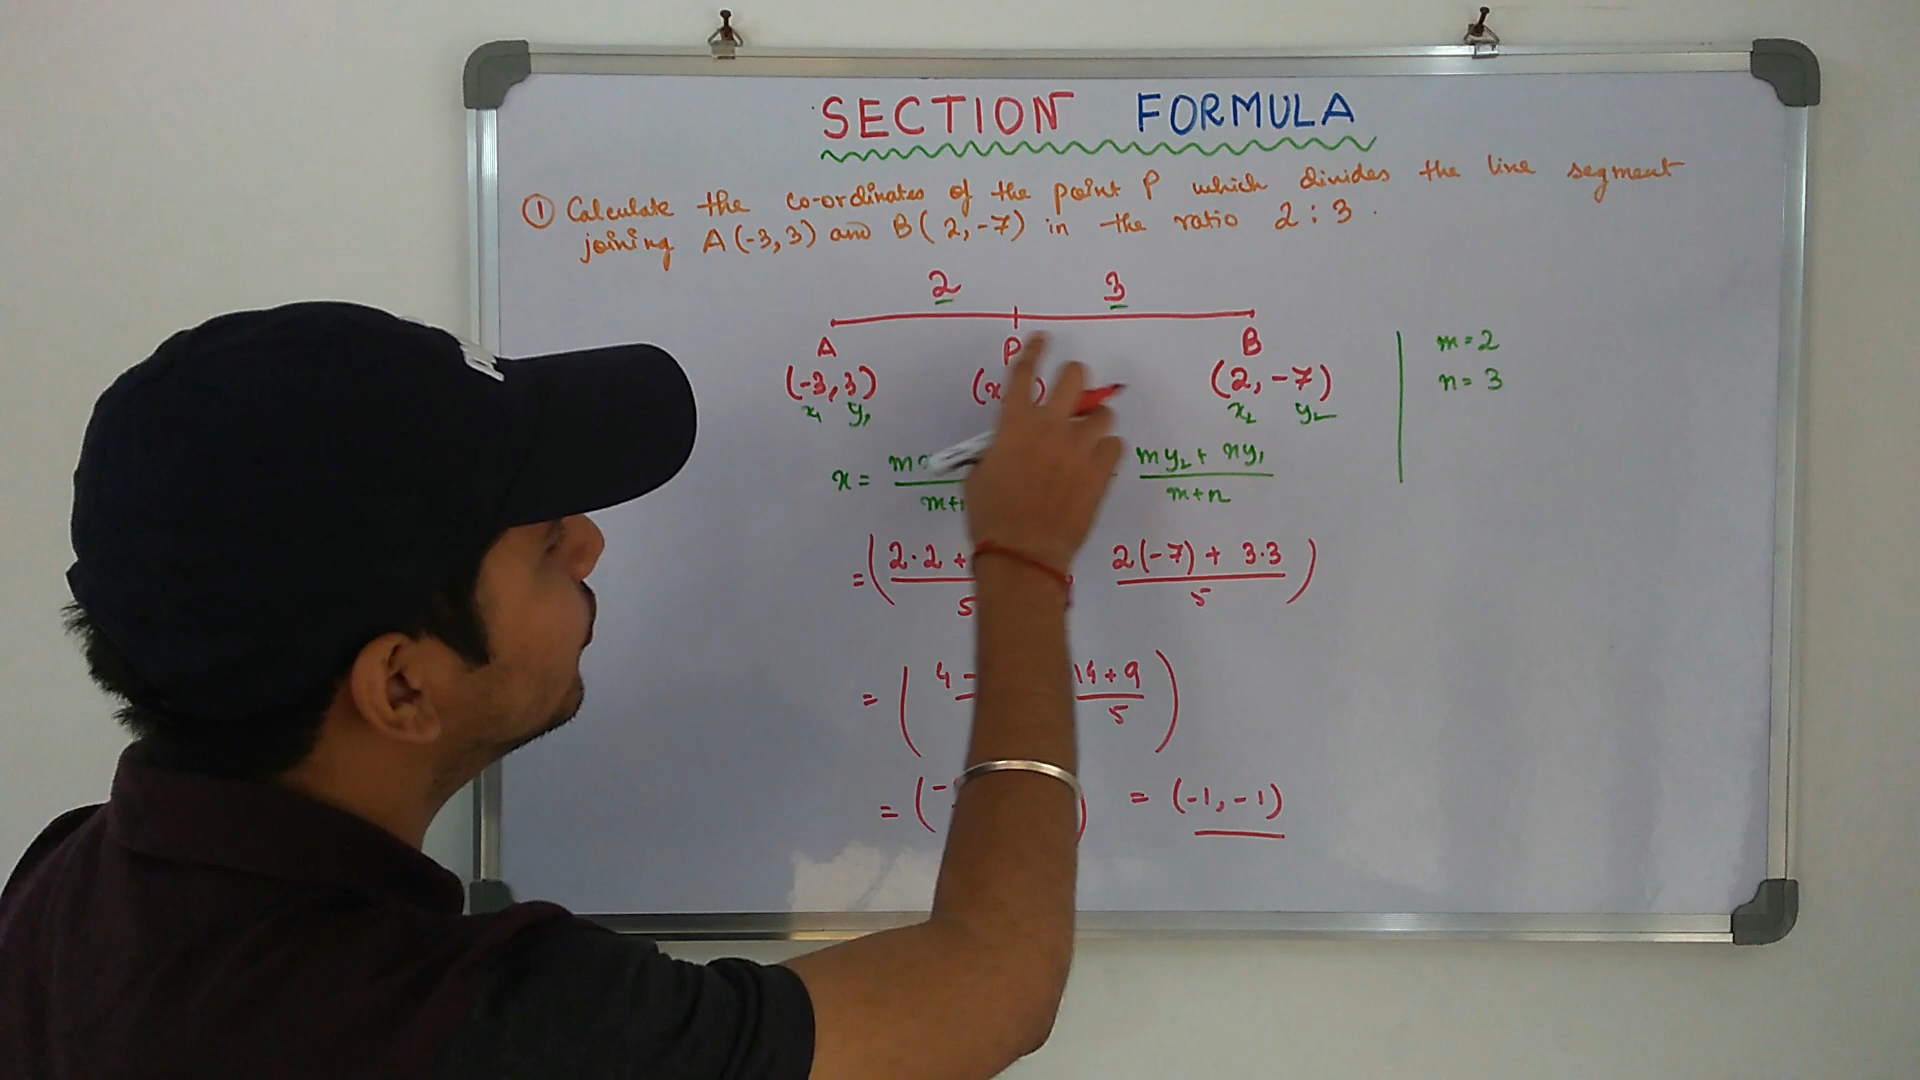 SECTION FORMULA
① Calculate the co-ordinates of the point P which divides the line segment
joining A (-3, 3) and B ( 2, -7) in the ratio 2 : 3 .
2 3
A P B
(-3, 3) (x ) (2, -7)
x₁ y₁ x₂ y₂
m = 2
n = 3
x = m my₂ + ny₁
m+ m+n
= ( 2·2 + 2(-7) + 3·3 )
5 5
= ( 4 - 14 + 9 )
5
= ( - ) = (-1, -1)